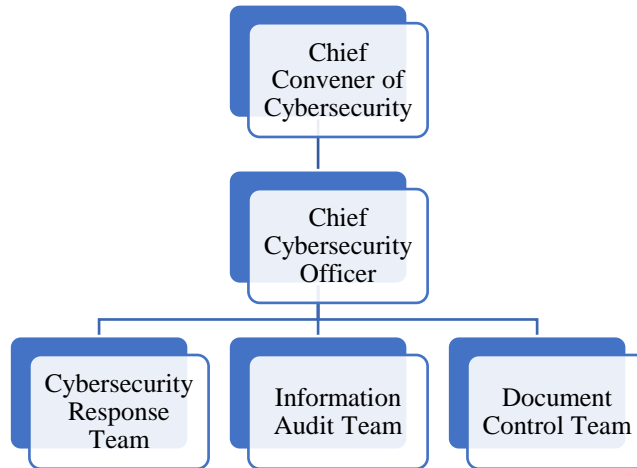 Chief
Convener of
Cybersecurity
Chief
Cybersecurity
Officer
Cybersecurity
Response
Team
Information
Audit Team
Document
Control Team